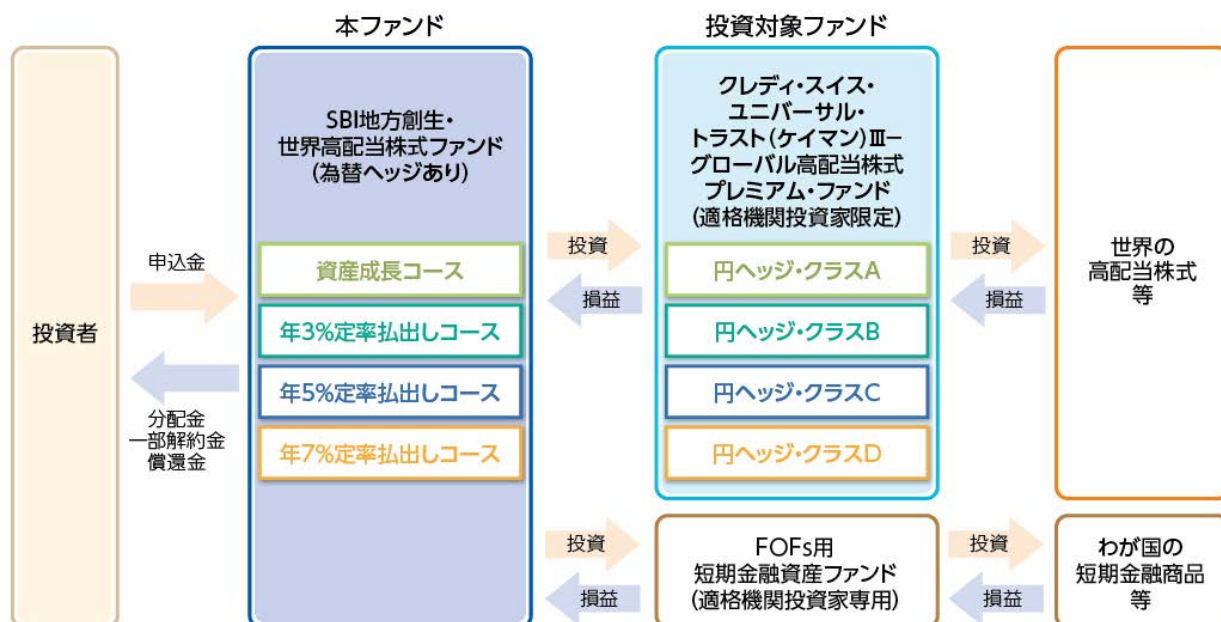 本ファンド
投資対象ファンド
投資者
申込金
分配金
一部解約金
償還金
SBI地方創生・
世界高配当株式ファンド
(為替ヘッジあり)
資産成長コース
年3%定率払出しコース
年5%定率払出しコース
年7%定率払出しコース
投資
損益
クレディ・スイス・
ユニバーサル・
トラスト(ケイマン)Ⅲー
グローバル高配当株式
プレミアム・ファンド
(適格機関投資家限定)
円ヘッジ・クラスA
円ヘッジ・クラスB
円ヘッジ・クラスC
円ヘッジ・クラスD
投資
損益
世界の
高配当株式
等
投資
損益
FOFs用
短期金融資産ファンド
(適格機関投資家専用)
投資
損益
わが国の
短期金融商品
等